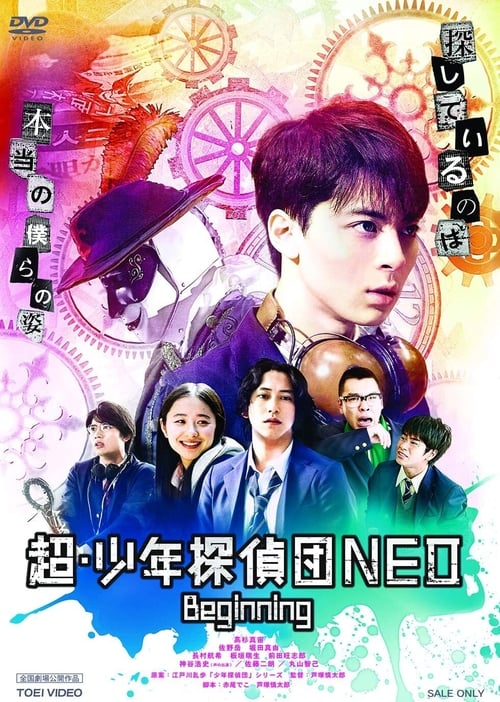 DVD
VIDEO
探しているのは
本当の僕らの姿
超・少年探偵団NEO
Beginning
高杉真宙
佐野岳 堀田真由
長村航希 板垣瑞生 前田旺志郎
神谷浩史(声の出演)/佐藤二朗/丸山智己
原案:江戸川乱歩「少年探偵団」シリーズ 監督:芦塚慎太郎
脚本:赤尾でこ 芦塚慎太郎
全国劇場公開作品
TOEI VIDEO
SALE ONLY